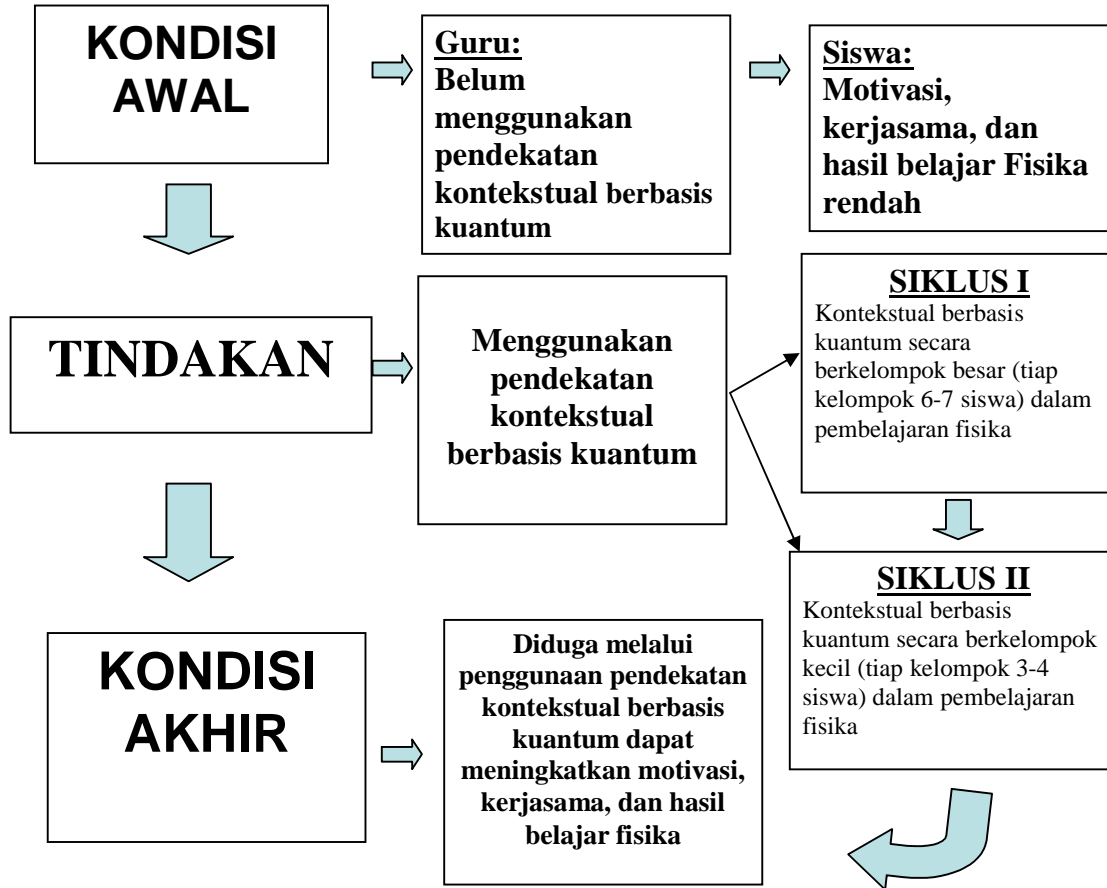 KONDISI
AWAL
Guru:
Belum
menggunakan
pendekatan
kontekstual berbasis
kuantum
Siswa:
Motivasi,
kerjasama, dan
hasil belajar Fisika
rendah
TINDAKAN
Menggunakan
pendekatan
kontekstual
berbasis kuantum
SIKLUS I
Kontekstual berbasis
kuantum secara
berkelompok besar (tiap
kelompok 6-7 siswa) dalam
pembelajaran fisika
SIKLUS II
Kontekstual berbasis
kuantum secara berkelompok
kecil (tiap kelompok 3-4
siswa) dalam pembelajaran
fisika
KONDISI
AKHIR
Diduga melalui
penggunaan pendekatan
kontekstual berbasis
kuantum dapat
meningkatkan motivasi,
kerjasama, dan hasil
belajar fisika